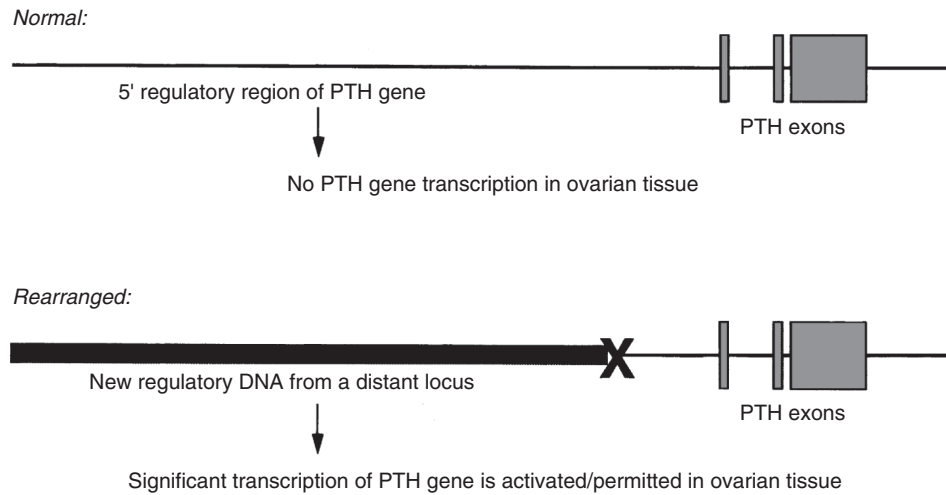 Normal:
5' regulatory region of PTH gene
PTH exons
No PTH gene transcription in ovarian tissue
Rearranged:
X
New regulatory DNA from a distant locus
PTH exons
Significant transcription of PTH gene is activated/permitted in ovarian tissue